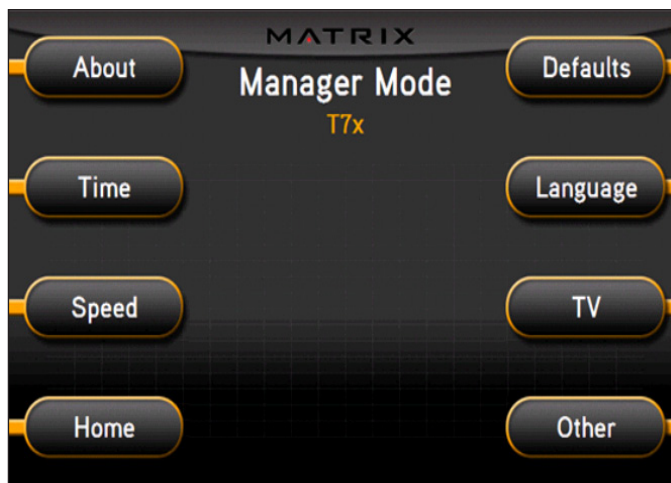 MATRIX
Manager Mode
T7x
About
Defaults
Time
Language
Speed
TV
Home
Other